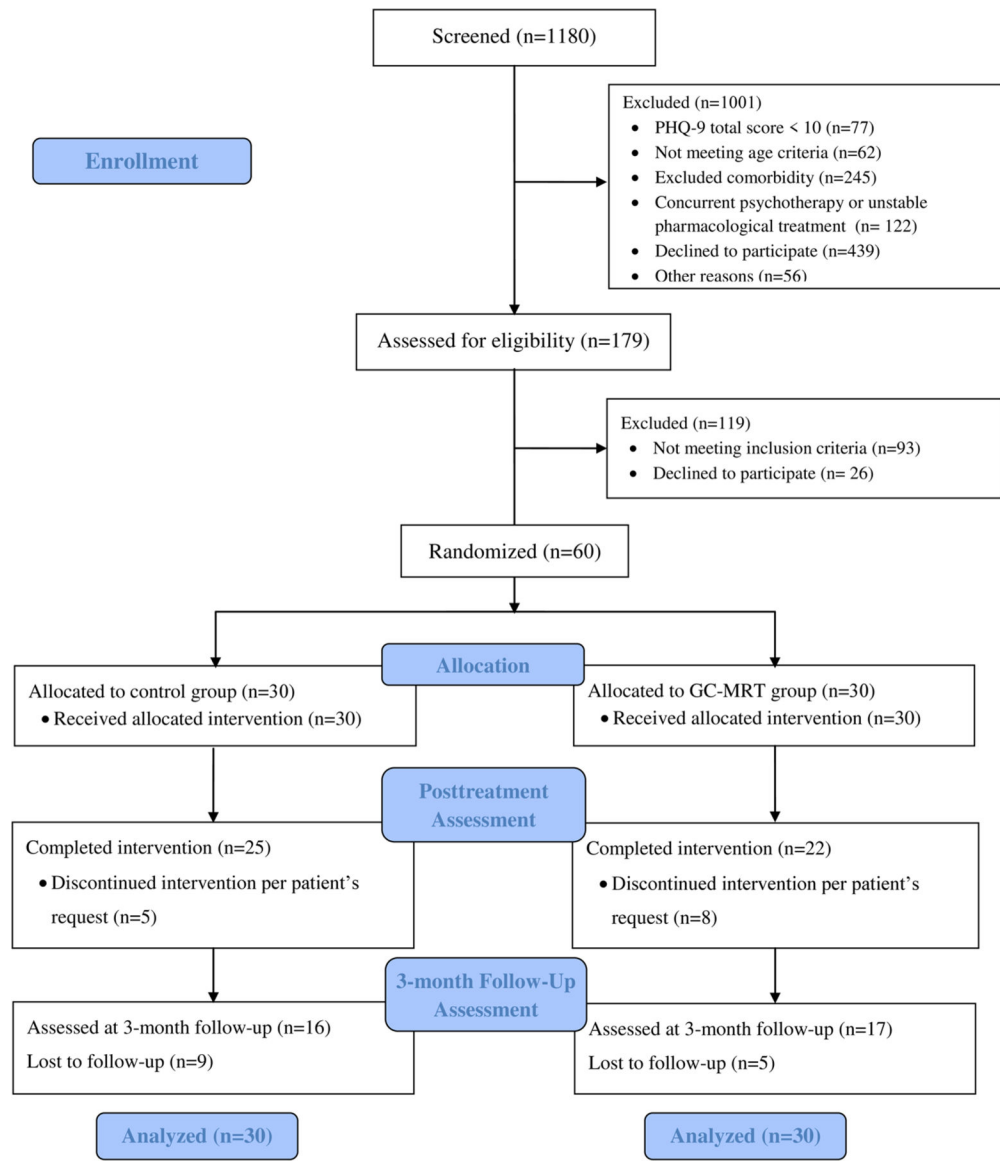 Screened (n=1180)
Excluded (n=1001)
• PHQ-9 total score < 10 (n=77)
• Not meeting age criteria (n=62)
• Excluded comorbidity (n=245)
• Concurrent psychotherapy or unstable
pharmacological treatment (n= 122)
• Declined to participate (n=439)
• Other reasons (n=56)
Enrollment
Assessed for eligibility (n=179)
Excluded (n=119)
• Not meeting inclusion criteria (n=93)
• Declined to participate (n= 26)
Randomized (n=60)
Allocation
Allocated to control group (n=30)
• Received allocated intervention (n=30)
Allocated to GC-MRT group (n=30)
• Received allocated intervention (n=30)
Posttreatment
Assessment
Completed intervention (n=25)
• Discontinued intervention per patient’s
request (n=5)
Completed intervention (n=22)
• Discontinued intervention per patient’s
request (n=8)
3-month Follow-Up
Assessment
Assessed at 3-month follow-up (n=16)
Lost to follow-up (n=9)
Assessed at 3-month follow-up (n=17)
Lost to follow-up (n=5)
Analyzed (n=30)
Analyzed (n=30)